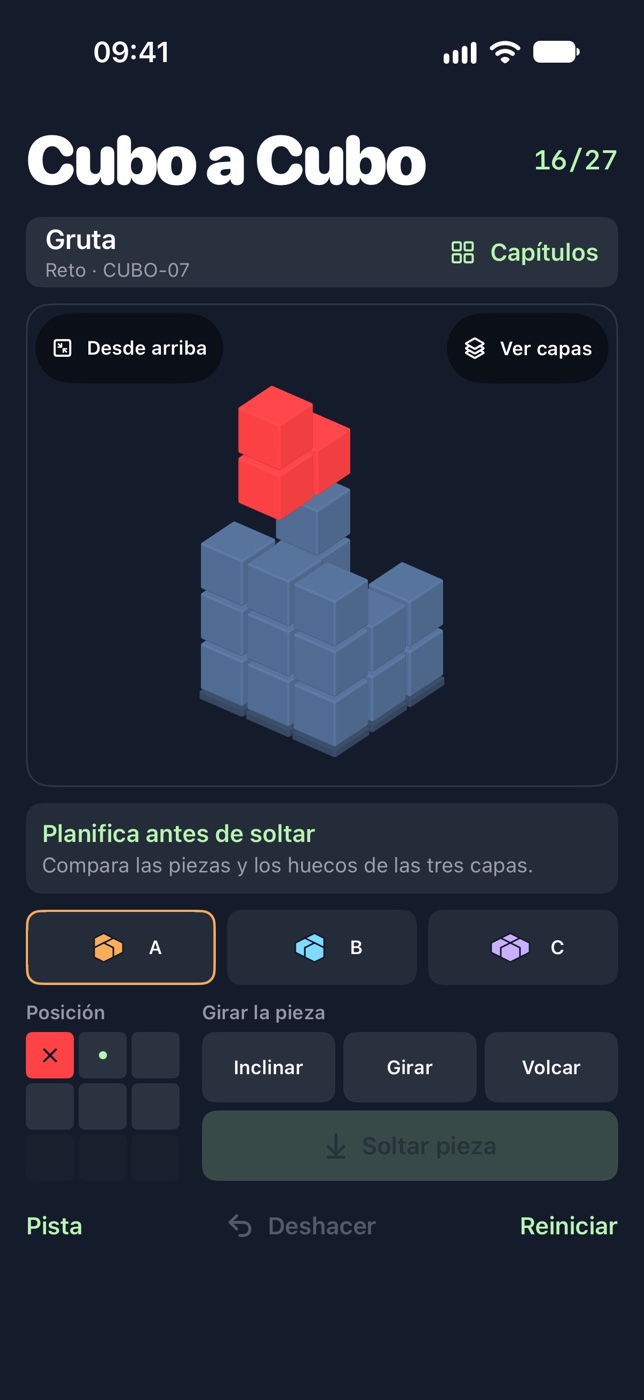 09:41
Cubo a Cubo
16/27
Gruta
Reto · CUBO-07
Capítulos
Desde arriba
Ver capas
Planifica antes de soltar
Compara las piezas y los huecos de las tres capas.
A
B
C
Posición
Girar la pieza
Inclinar
Girar
Volcar
Soltar pieza
Pista
Deshacer
Reiniciar